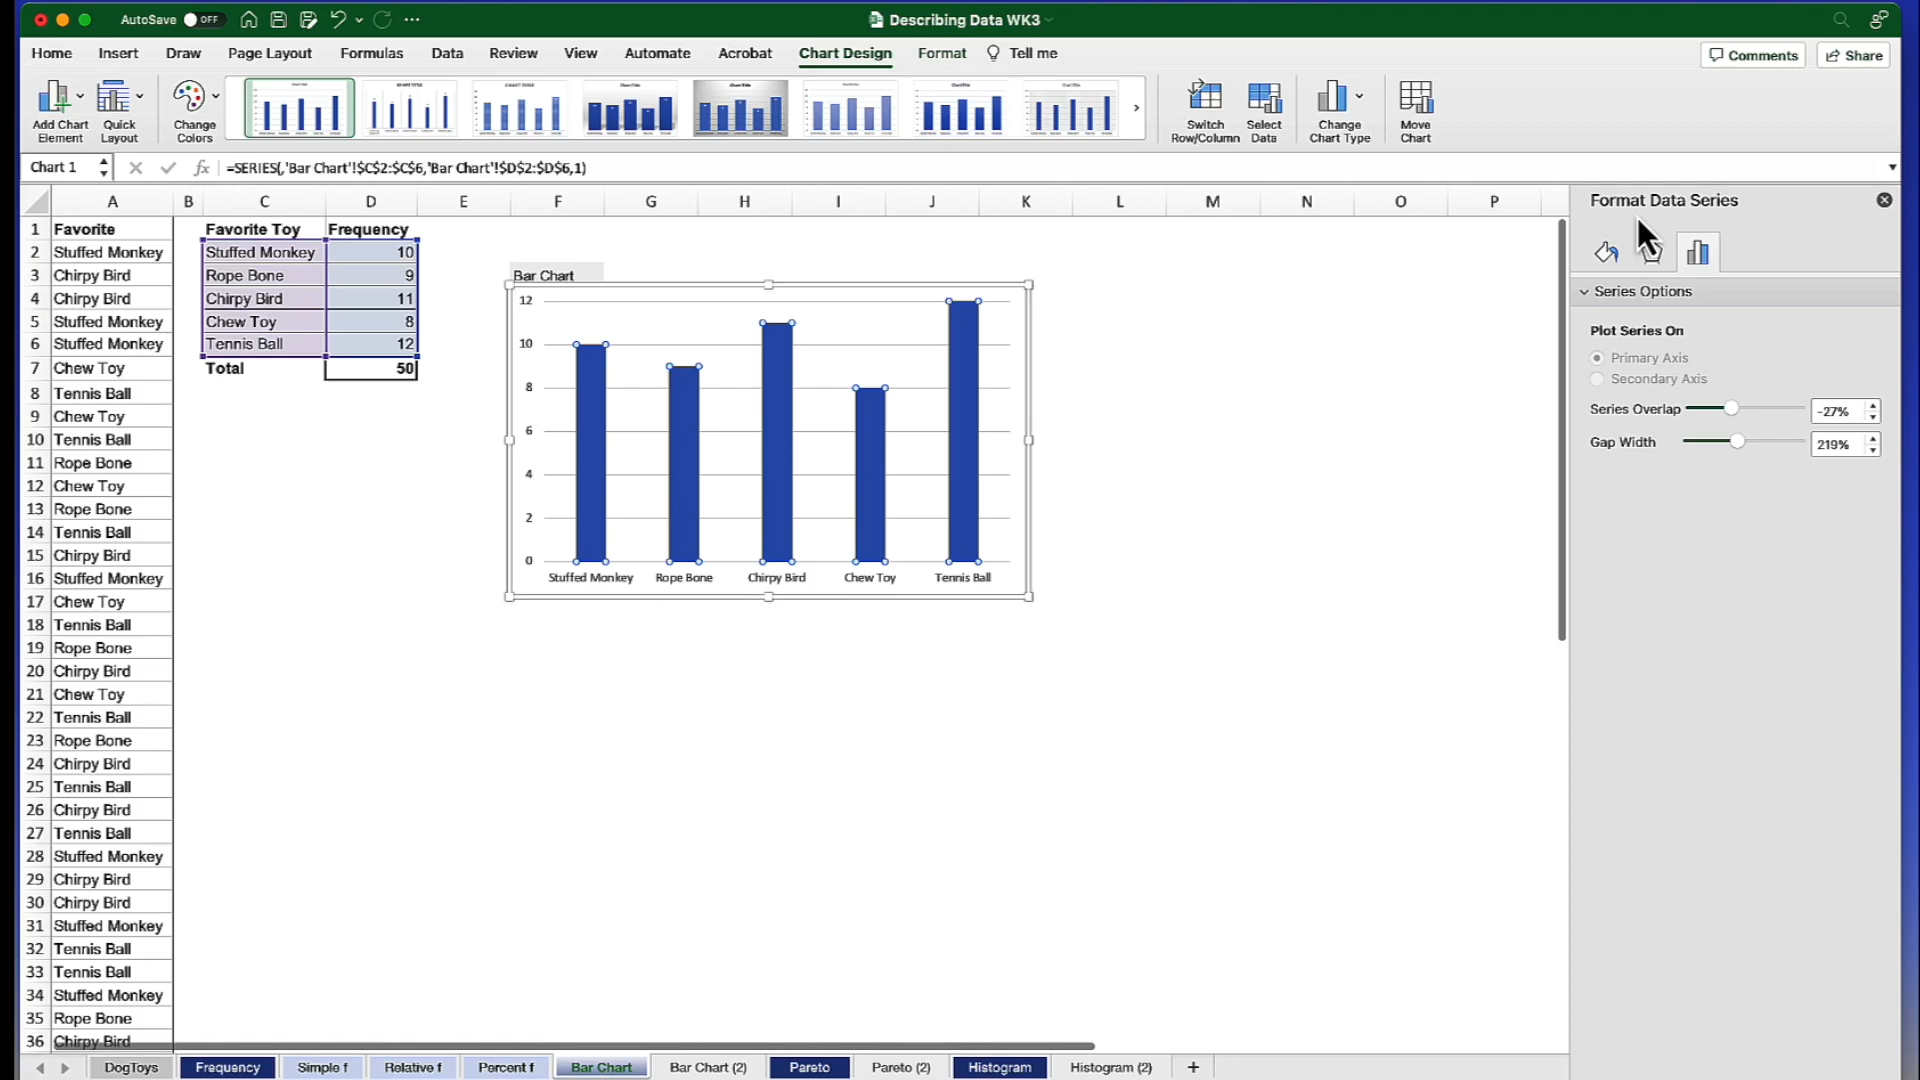 AutoSave OFF
Describing Data WK3
Home Insert Draw Page Layout Formulas Data Review View Automate Acrobat Chart Design Format Tell me
Comments Share
Add Chart Element
Quick Layout
Change Colors
Switch Row/Column
Select Data
Change Chart Type
Move Chart
Chart 1 fx =SERIES(,'Bar Chart'!$C$2:$C$6,'Bar Chart'!$D$2:$D$6,1)
A B C D E F G H I J K L M N O P
1 Favorite Favorite Toy Frequency
2 Stuffed Monkey Stuffed Monkey 10
3 Chirpy Bird Rope Bone 9
4 Chirpy Bird Chirpy Bird 11
5 Stuffed Monkey Chew Toy 8
6 Stuffed Monkey Tennis Ball 12
7 Chew Toy Total 50
8 Tennis Ball
9 Chew Toy
10 Tennis Ball
11 Rope Bone
12 Chew Toy
13 Rope Bone
14 Tennis Ball
15 Chirpy Bird
16 Stuffed Monkey
17 Chew Toy
18 Tennis Ball
19 Rope Bone
20 Chirpy Bird
21 Chew Toy
22 Tennis Ball
23 Rope Bone
24 Chirpy Bird
25 Tennis Ball
26 Chirpy Bird
27 Tennis Ball
28 Stuffed Monkey
29 Chirpy Bird
30 Chirpy Bird
31 Stuffed Monkey
32 Tennis Ball
33 Tennis Ball
34 Stuffed Monkey
35 Rope Bone
36 Chirpy Bird
Bar Chart
12
10
8
6
4
2
0
Stuffed Monkey Rope Bone Chirpy Bird Chew Toy Tennis Ball
Format Data Series
Series Options
Plot Series On
Primary Axis
Secondary Axis
Series Overlap -27%
Gap Width 219%
DogToys Frequency Simple f Relative f Percent f Bar Chart Bar Chart (2) Pareto Pareto (2) Histogram Histogram (2) +